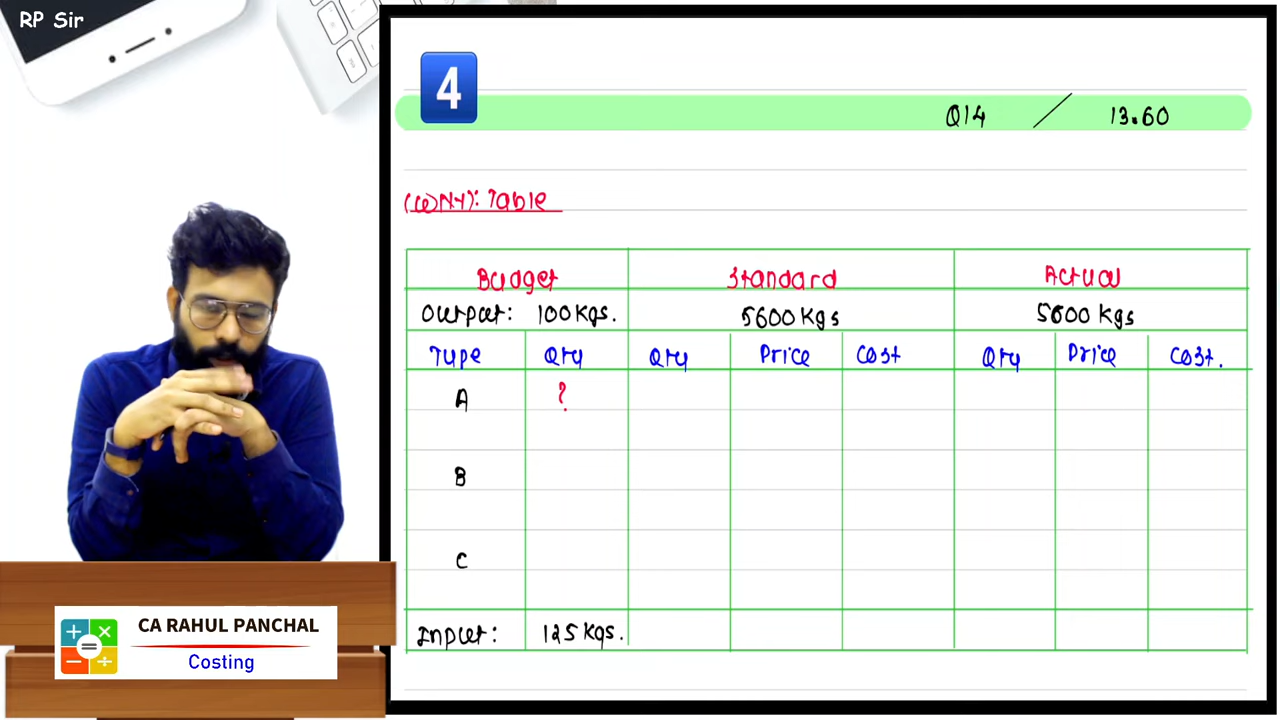 RP Sir
4
Q14 / 13.60
(W.N-1): Table
Budget Standard Actual
Output: 100 Kgs. 5600 Kgs 5600 Kgs
Type Qty Qty Price Cost Qty Price Cost.
A ?
B
C
Input: 125 Kgs.
CA RAHUL PANCHAL
Costing